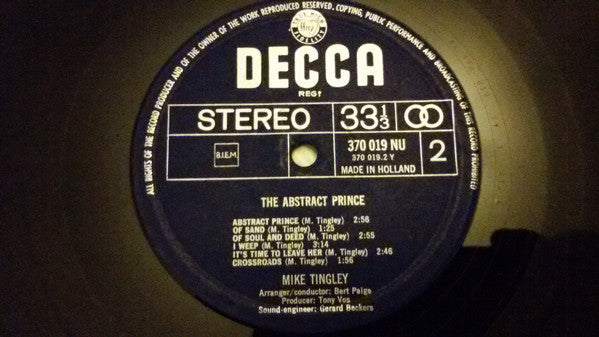 ALL RIGHTS OF THE RECORD PRODUCER AND OF THE OWNER OF THE WORK REPRODUCED RESERVED. COPYING, PUBLIC PERFORMANCE AND BROADCASTING OF THIS RECORD PROHIBITED
DECCA
REGT
STEREO 33 1/3
370 019 NU
370 019.2 Y
MADE IN HOLLAND
2
B.I.E.M
THE ABSTRACT PRINCE
ABSTRACT PRINCE (M. Tingley) 2:56
OF SAND (M. Tingley) 1:25
OF SOUL AND DEED (M. Tingley) 2:55
I WEEP (M. Tingley) 3:14
IT'S TIME TO LEAVE HER (M. Tingley) 2:46
CROSSROADS (M. Tingley) 1:56
MIKE TINGLEY
Arranger/conductor: Bert Paige
Producer: Tony Vos
Sound-engineer: Gerard Beckers